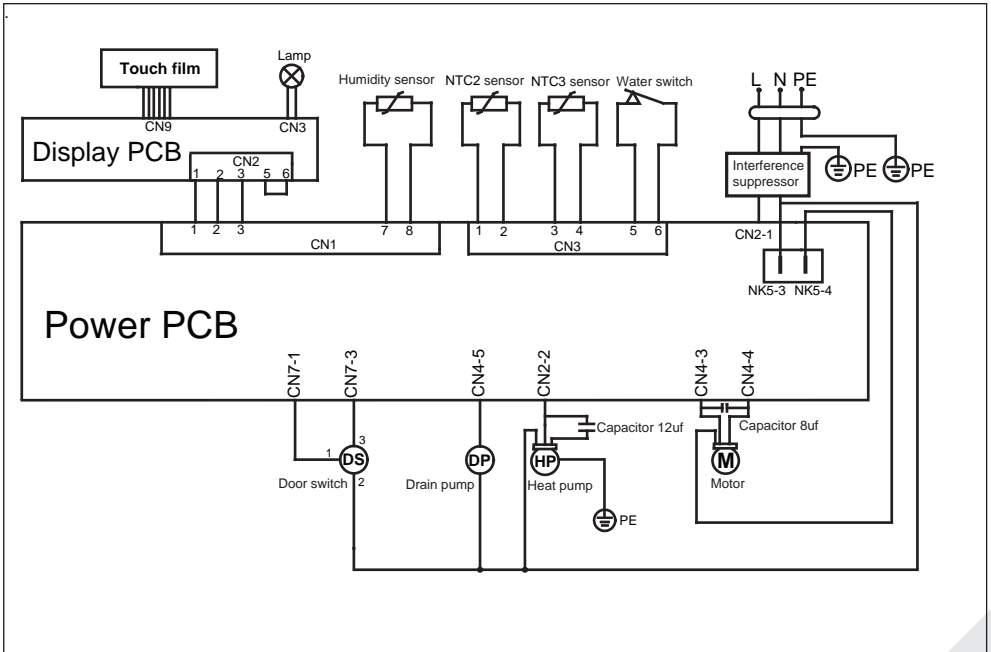 Touch film
Lamp
Humidity sensor NTC2 sensor NTC3 sensor Water switch
L N PE
CN9 CN3
Display PCB
CN2
1 2 3 5 6
Interference
suppressor
PE PE
1 2 3 7 8 1 2 3 4 5 6
CN1 CN3 CN2-1
NK5-3 NK5-4
Power PCB
CN7-1 CN7-3 CN4-5 CN2-2 CN4-3 CN4-4
Capacitor 12uf Capacitor 8uf
3
1 DS DP HP M
2
Door switch Drain pump Heat pump Motor
PE